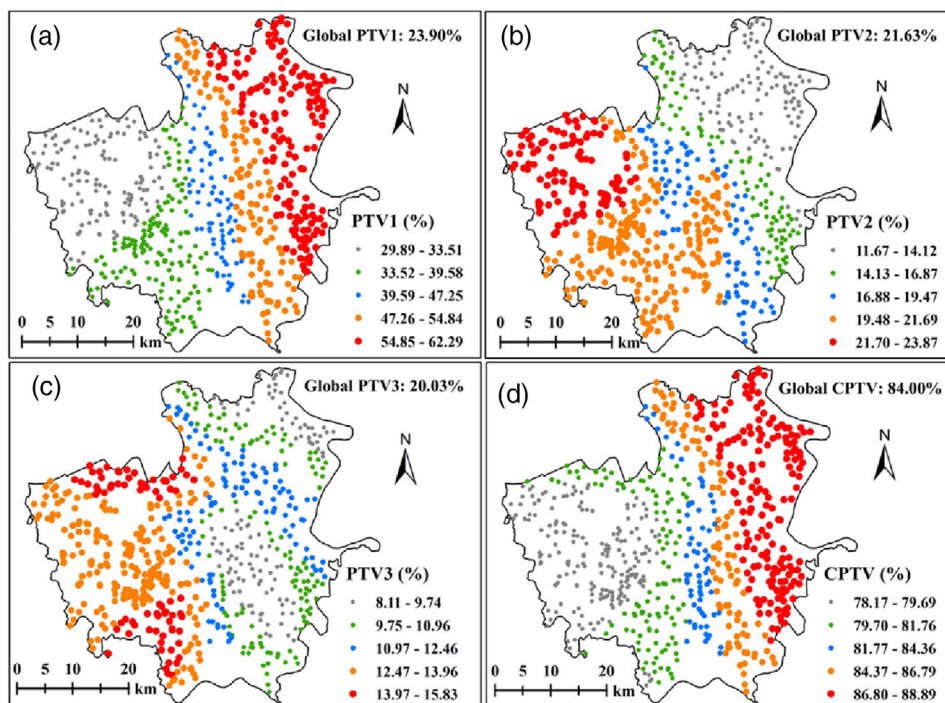 (a)
Global PTV1: 23.90%
N
PTV1 (%)
29.89 - 33.51
33.52 - 39.58
39.59 - 47.25
47.26 - 54.84
54.85 - 62.29
0 10 20
km
(b)
Global PTV2: 21.63%
N
PTV2 (%)
11.67 - 14.12
14.13 - 16.87
16.88 - 19.47
19.48 - 21.69
21.70 - 23.87
0 10 20
km
(c)
Global PTV3: 20.03%
N
PTV3 (%)
8.11 - 9.74
9.75 - 10.96
10.97 - 12.46
12.47 - 13.96
13.97 - 15.83
0 10 20
km
(d)
Global CPTV: 84.00%
N
CPTV (%)
78.17 - 79.69
79.70 - 81.76
81.77 - 84.36
84.37 - 86.79
86.80 - 88.89
0 10 20
km